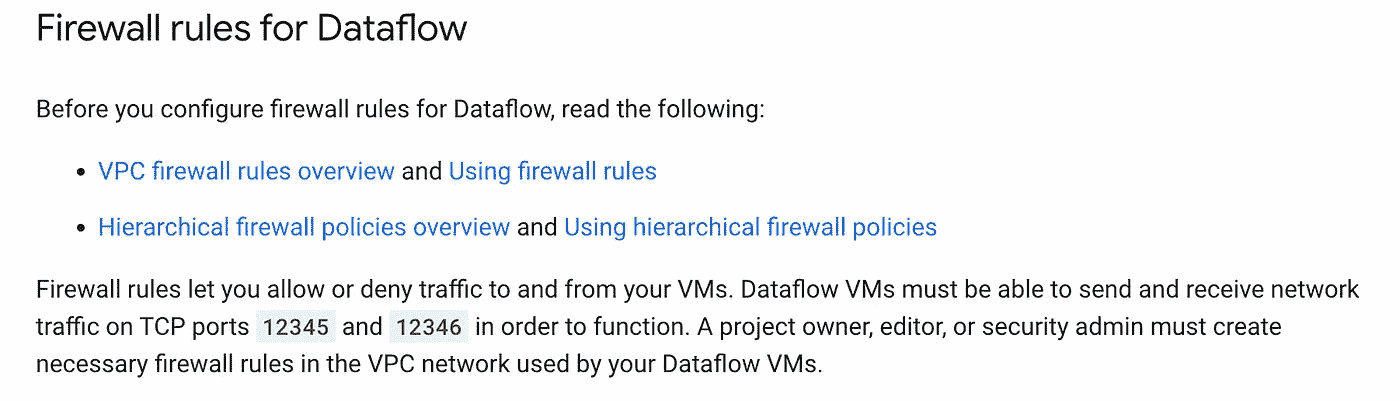 Firewall rules for Dataflow
Before you configure firewall rules for Dataflow, read the following:
• VPC firewall rules overview and Using firewall rules
• Hierarchical firewall policies overview and Using hierarchical firewall policies
Firewall rules let you allow or deny traffic to and from your VMs. Dataflow VMs must be able to send and receive network
traffic on TCP ports 12345 and 12346 in order to function. A project owner, editor, or security admin must create
necessary firewall rules in the VPC network used by your Dataflow VMs.